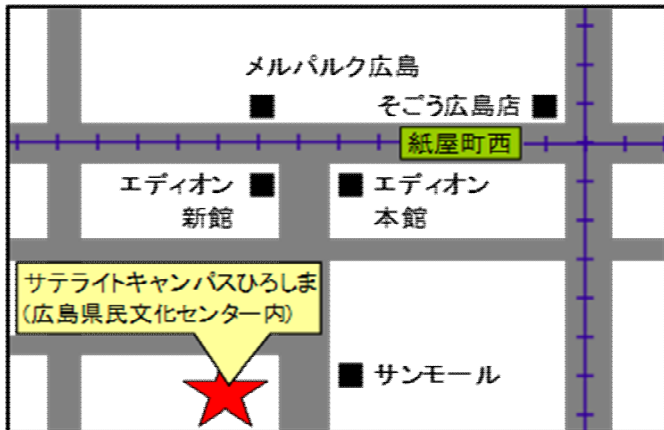 メルパルク広島
そごう広島店
紙屋町西
エディオン
新館
エディオン
本館
サテライトキャンパスひろしま
(広島県民文化センター内)
サンモール